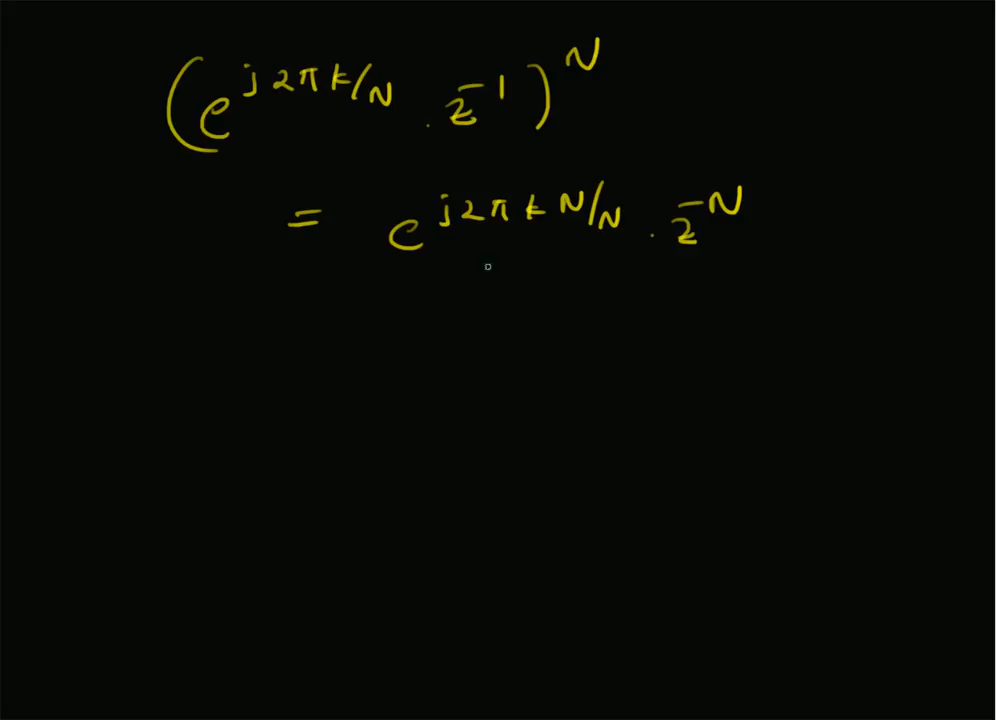 (e^{j2πk/N} . z^{-1})^N
= e^{j2πkN/N} . z^{-N}